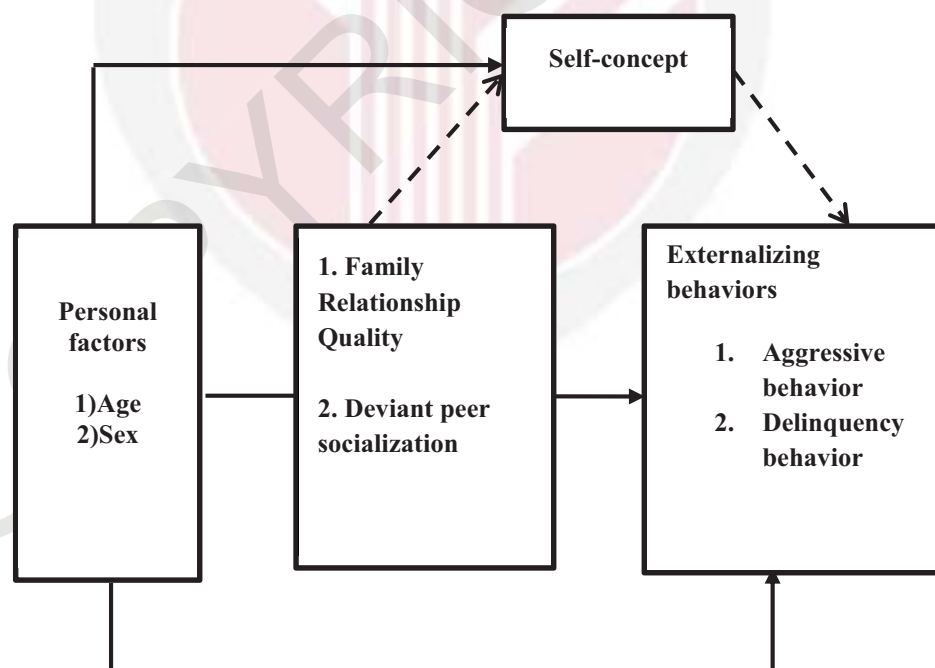 Self-concept
Personal
factors
1)Age
2)Sex
1. Family
Relationship
Quality
2. Deviant peer
socialization
Externalizing
behaviors
1. Aggressive
behavior
2. Delinquency
behavior